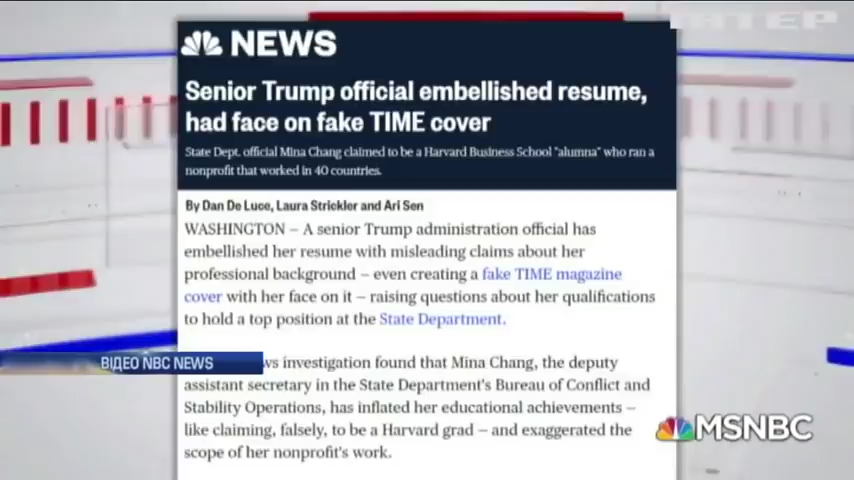 ІНТЕР
NEWS
Senior Trump official embellished resume,
had face on fake TIME cover
State Dept. official Mina Chang claimed to be a Harvard Business School "alumna" who ran a
nonprofit that worked in 40 countries.
By Dan De Luce, Laura Strickler and Ari Sen
WASHINGTON — A senior Trump administration official has
embellished her resume with misleading claims about her
professional background — even creating a fake TIME magazine
cover with her face on it — raising questions about her qualifications
to hold a top position at the State Department.
ВІДЕО NBC NEWS
investigation found that Mina Chang, the deputy
assistant secretary in the State Department's Bureau of Conflict and
Stability Operations, has inflated her educational achievements —
like claiming, falsely, to be a Harvard grad — and exaggerated the
scope of her nonprofit's work.
MSNBC